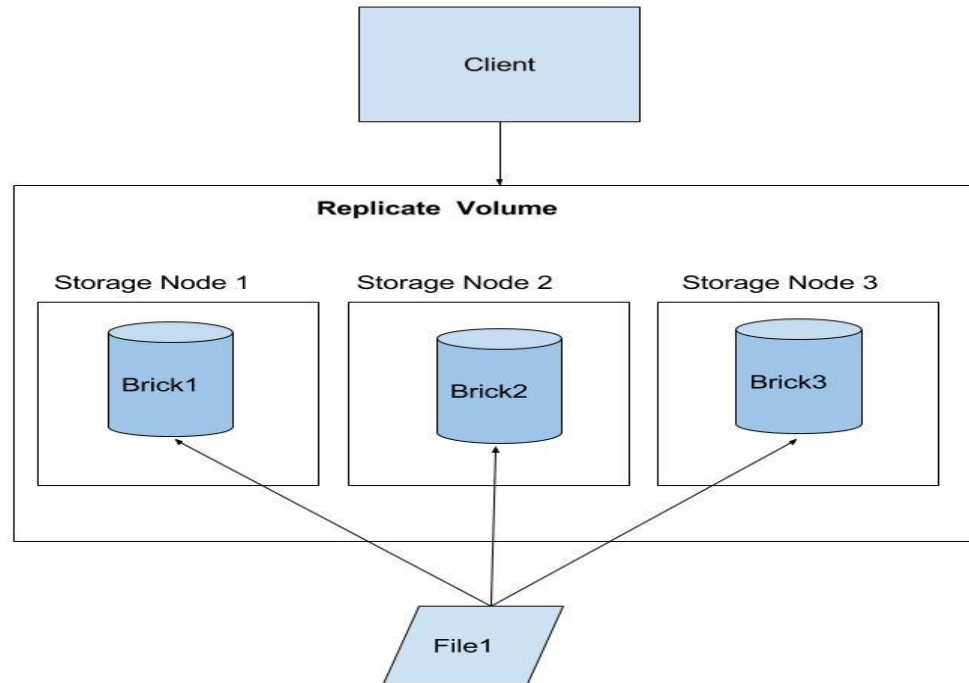 Client
Replicate Volume
Storage Node 1
Storage Node 2
Storage Node 3
Brick1
Brick2
Brick3
File1